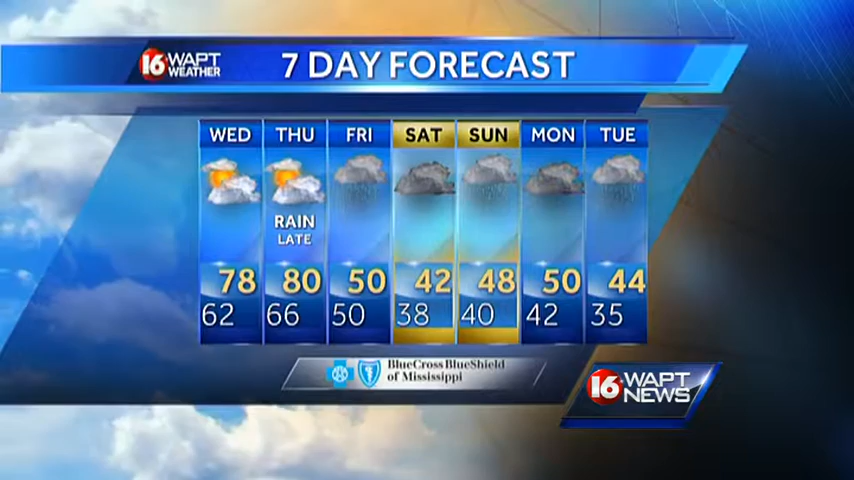 16 WAPT WEATHER
7 DAY FORECAST
WED THU FRI SAT SUN MON TUE
RAIN
LATE
78 80 50 42 48 50 44
62 66 50 38 40 42 35
BlueCross BlueShield
of Mississippi
16 WAPT
NEWS